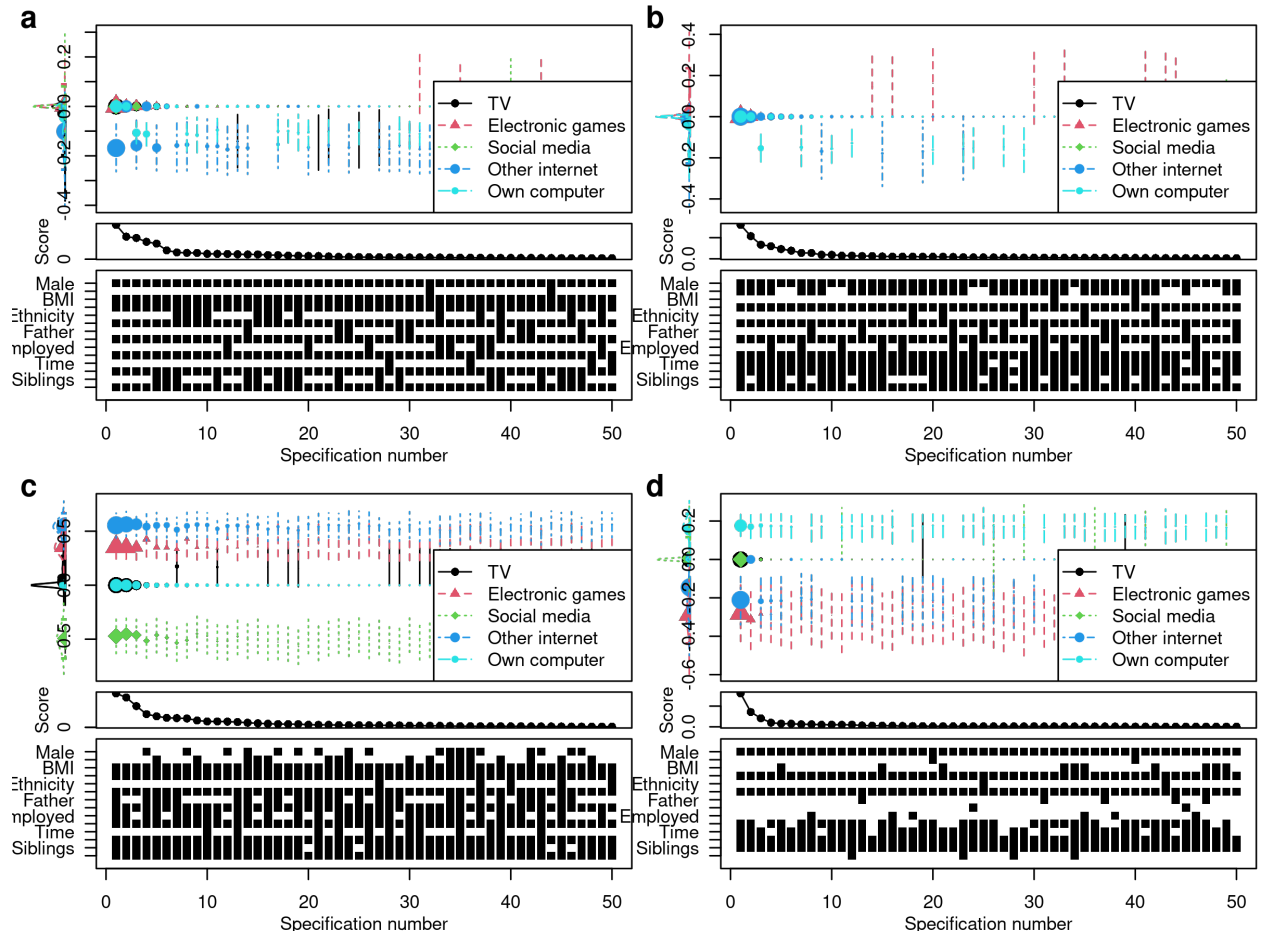 a
-0.4 -0.2 0.0 0.2
TV
Electronic games
Social media
Other internet
Own computer
Score
0
Male
BMI
Ethnicity
Father
mployed
Time
Siblings
0 10 20 30 40 50
Specification number
b
-0.4 -0.2 0.0 0.2 0.4
TV
Electronic games
Social media
Other internet
Own computer
Score
0.0
Male
BMI
Ethnicity
Father
Employed
Time
Siblings
0 10 20 30 40 50
Specification number
c
0.5 0.0 0.5
TV
Electronic games
Social media
Other internet
Own computer
Score
0
Male
BMI
Ethnicity
Father
mployed
Time
Siblings
0 10 20 30 40 50
Specification number
d
-0.6 -0.4 -0.2 0.0 0.2
TV
Electronic games
Social media
Other internet
Own computer
Score
0.0
Male
BMI
Ethnicity
Father
Employed
Time
Siblings
0 10 20 30 40 50
Specification number